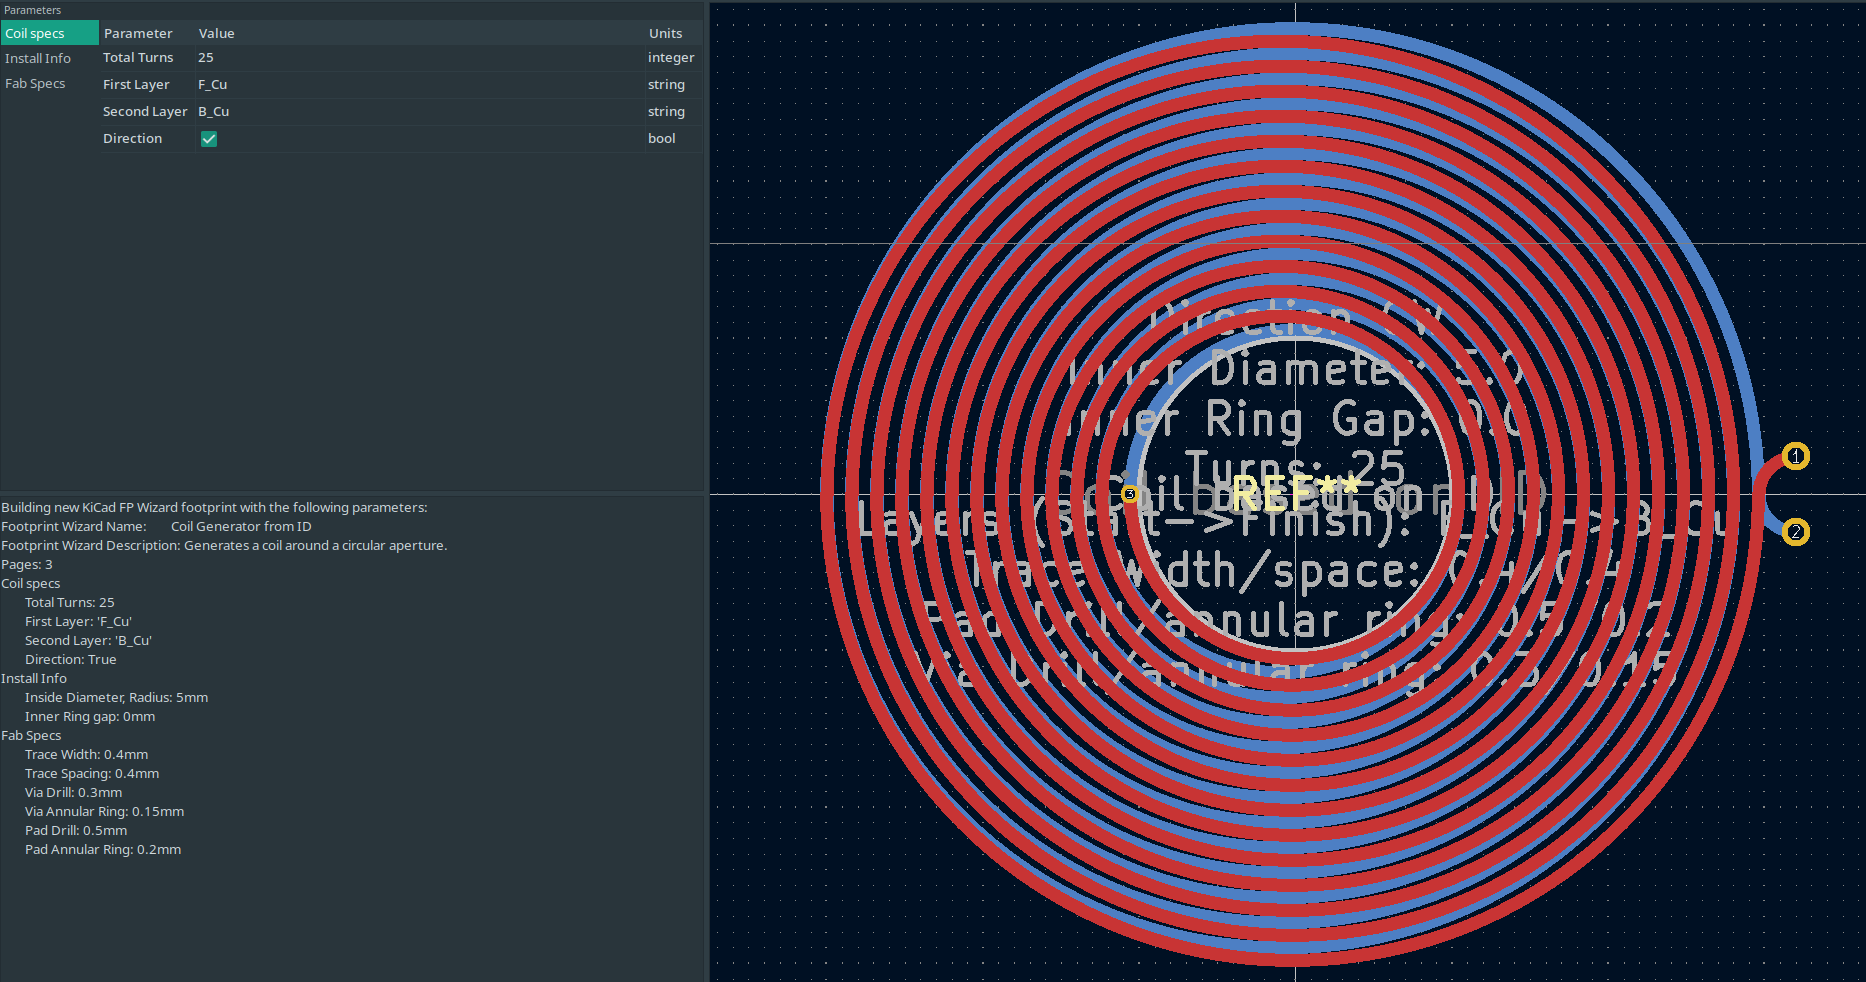 Parameters
Coil specs
Install Info
Fab Specs
Parameter Value Units
Total Turns 25 integer
First Layer F_Cu string
Second Layer B_Cu string
Direction bool
Building new KiCad FP Wizard footprint with the following parameters:
Footprint Wizard Name: Coil Generator from ID
Footprint Wizard Description: Generates a coil around a circular aperture.
Pages: 3
Coil specs
Total Turns: 25
First Layer: 'F_Cu'
Second Layer: 'B_Cu'
Direction: True
Install Info
Inside Diameter, Radius: 5mm
Inner Ring gap: 0mm
Fab Specs
Trace Width: 0.4mm
Trace Spacing: 0.4mm
Via Drill: 0.3mm
Via Annular Ring: 0.15mm
Pad Drill: 0.5mm
Pad Annular Ring: 0.2mm
Direction CW
Inner Diameter: 5.0
Inner Ring Gap: 0.0
Turns: 25
1
3
REF**
Layers (start->Finish): F_Cu->B_Cu
2
Trace Width/space: 0.4/0.4
Pad Drill/annular ring: 0.5 0.2
Via Drill/annular ring: 0.3/0.15